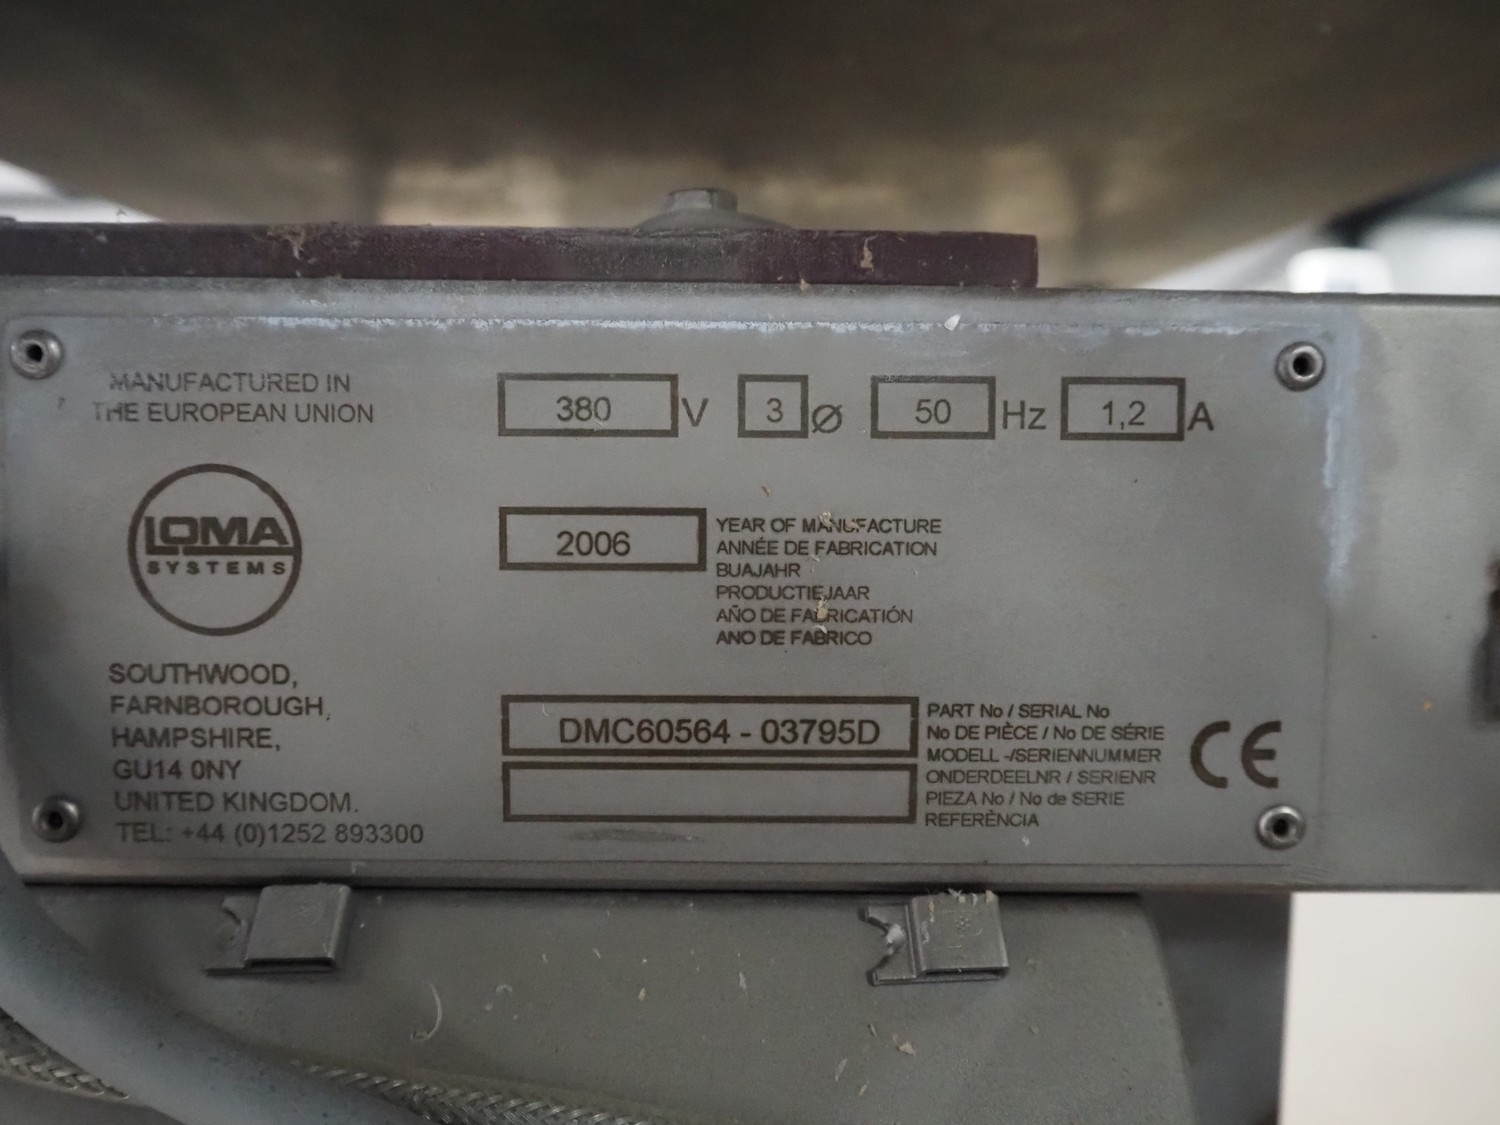 MANUFACTURED IN
THE EUROPEAN UNION
380 V 3 Ø 50 Hz 1,2 A
LOMA
SYSTEMS
2006
YEAR OF MANUFACTURE
ANNÉE DE FABRICATION
BUAJAHR
PRODUCTIEJAAR
AÑO DE FABRICATIÓN
ANO DE FABRICO
SOUTHWOOD,
FARNBOROUGH,
HAMPSHIRE,
GU14 0NY
UNITED KINGDOM.
TEL: +44 (0)1252 893300
DMC60564 - 03795D
PART No / SERIAL No
No DE PIÈCE / No DE SÉRIE
MODELL -/SERIENNUMMER
ONDERDEELNR / SERIENR
PIEZA No / No de SERIE
REFERÈNCIA
CE